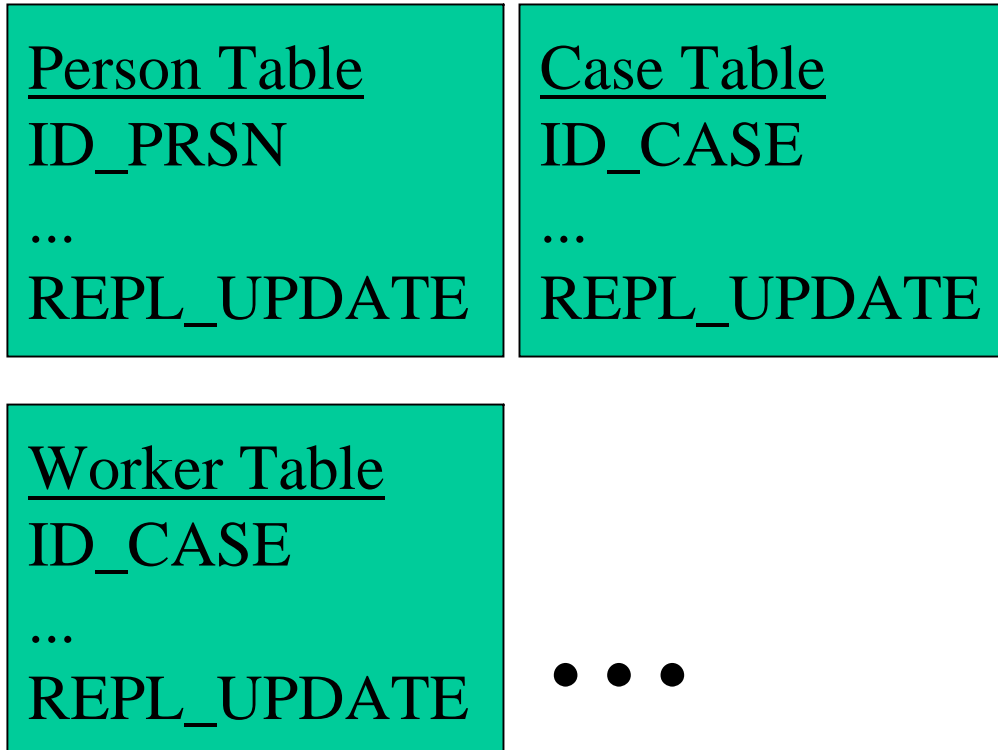 Person Table
ID_PRSN
...
REPL_UPDATE
Case Table
ID_CASE
...
REPL_UPDATE
Worker Table
ID_CASE
...
REPL_UPDATE
...